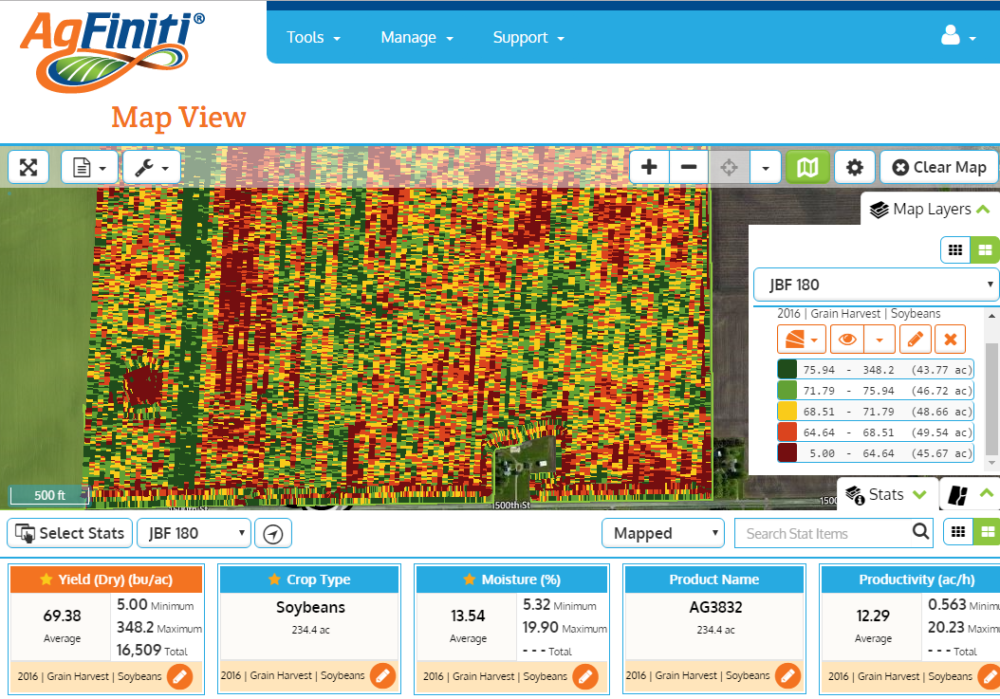 AgFiniti®
Tools
Manage
Support
Map View
Clear Map
Map Layers
JBF 180
2016 | Grain Harvest | Soybeans
75.94 - 348.2 (43.77 ac)
71.79 - 75.94 (46.72 ac)
68.51 - 71.79 (48.66 ac)
64.64 - 68.51 (49.54 ac)
5.00 - 64.64 (45.67 ac)
500 ft
1500th St
1500
Stats
Select Stats
JBF 180
Mapped
Search Stat Items
Yield (Dry) (bu/ac)
69.38
Average
5.00 Minimum
348.2 Maximum
16,509 Total
2016 | Grain Harvest | Soybeans
Crop Type
Soybeans
234.4 ac
2016 | Grain Harvest | Soybeans
Moisture (%)
13.54
Average
5.32 Minimum
19.90 Maximum
- - - Total
2016 | Grain Harvest | Soybeans
Product Name
AG3832
234.4 ac
2016 | Grain Harvest | Soybeans
Productivity (ac/h)
12.29
Average
0.563 Minim
20.23 Maxim
- - - Total
2016 | Grain Harvest | Soybeans